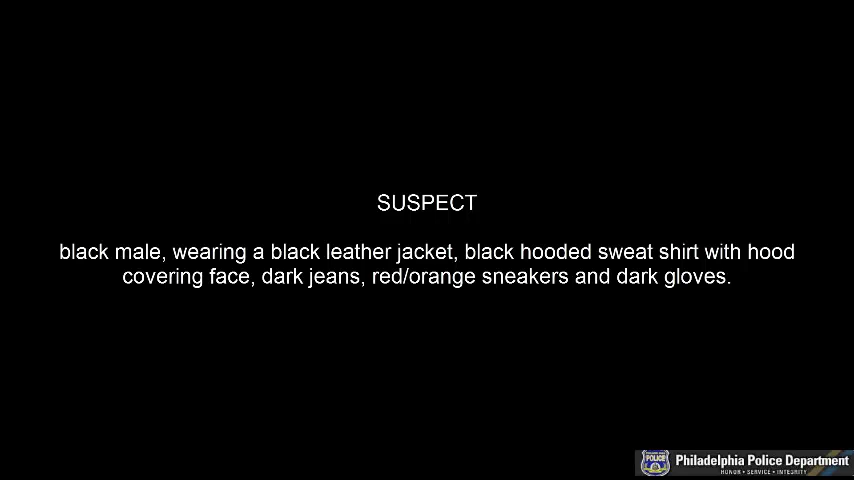 SUSPECT
black male, wearing a black leather jacket, black hooded sweat shirt with hood
covering face, dark jeans, red/orange sneakers and dark gloves.
POLICE
Philadelphia Police Department
HONOR • SERVICE • INTEGRITY